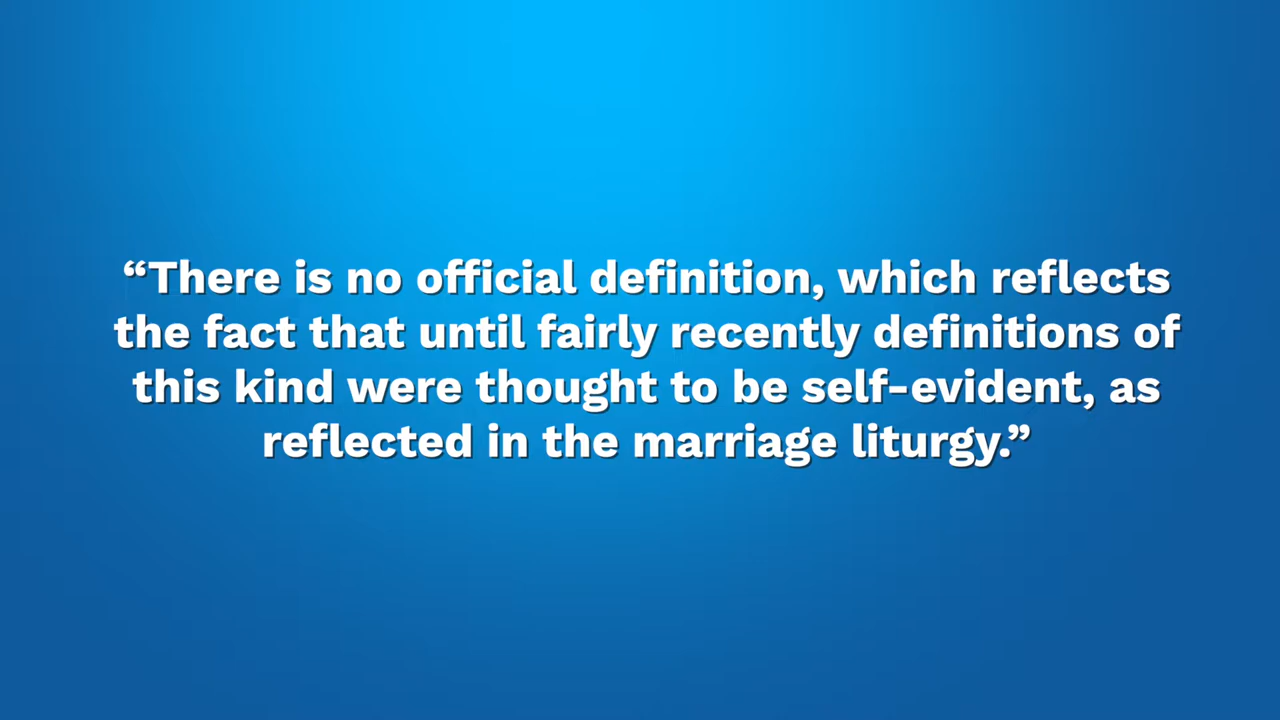 “There is no official definition, which reflects
the fact that until fairly recently definitions of
this kind were thought to be self-evident, as
reflected in the marriage liturgy.”